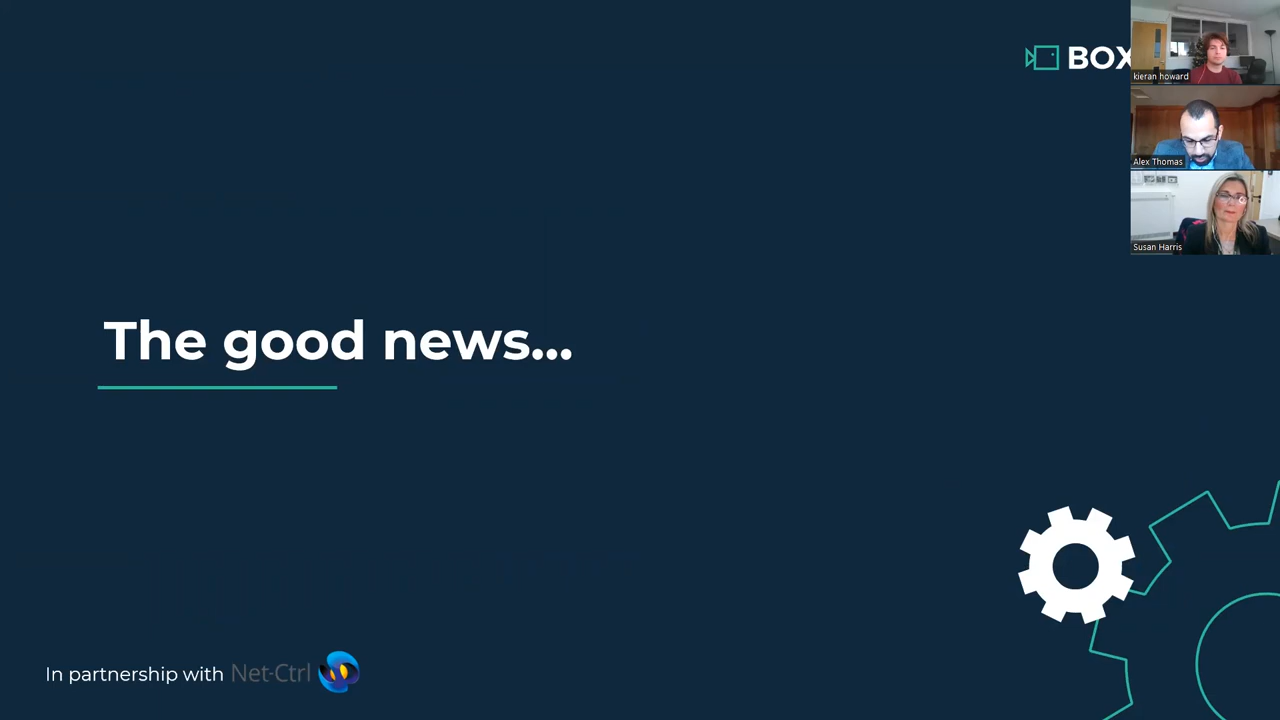 BOX
kieran howard
Alex Thomas
Susan Harris
The good news...
In partnership with Net-Ctrl